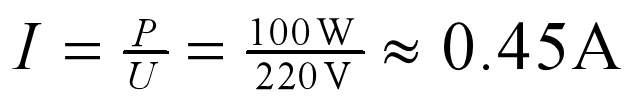 I = P/U = 100 W/220 V ≈ 0.45A